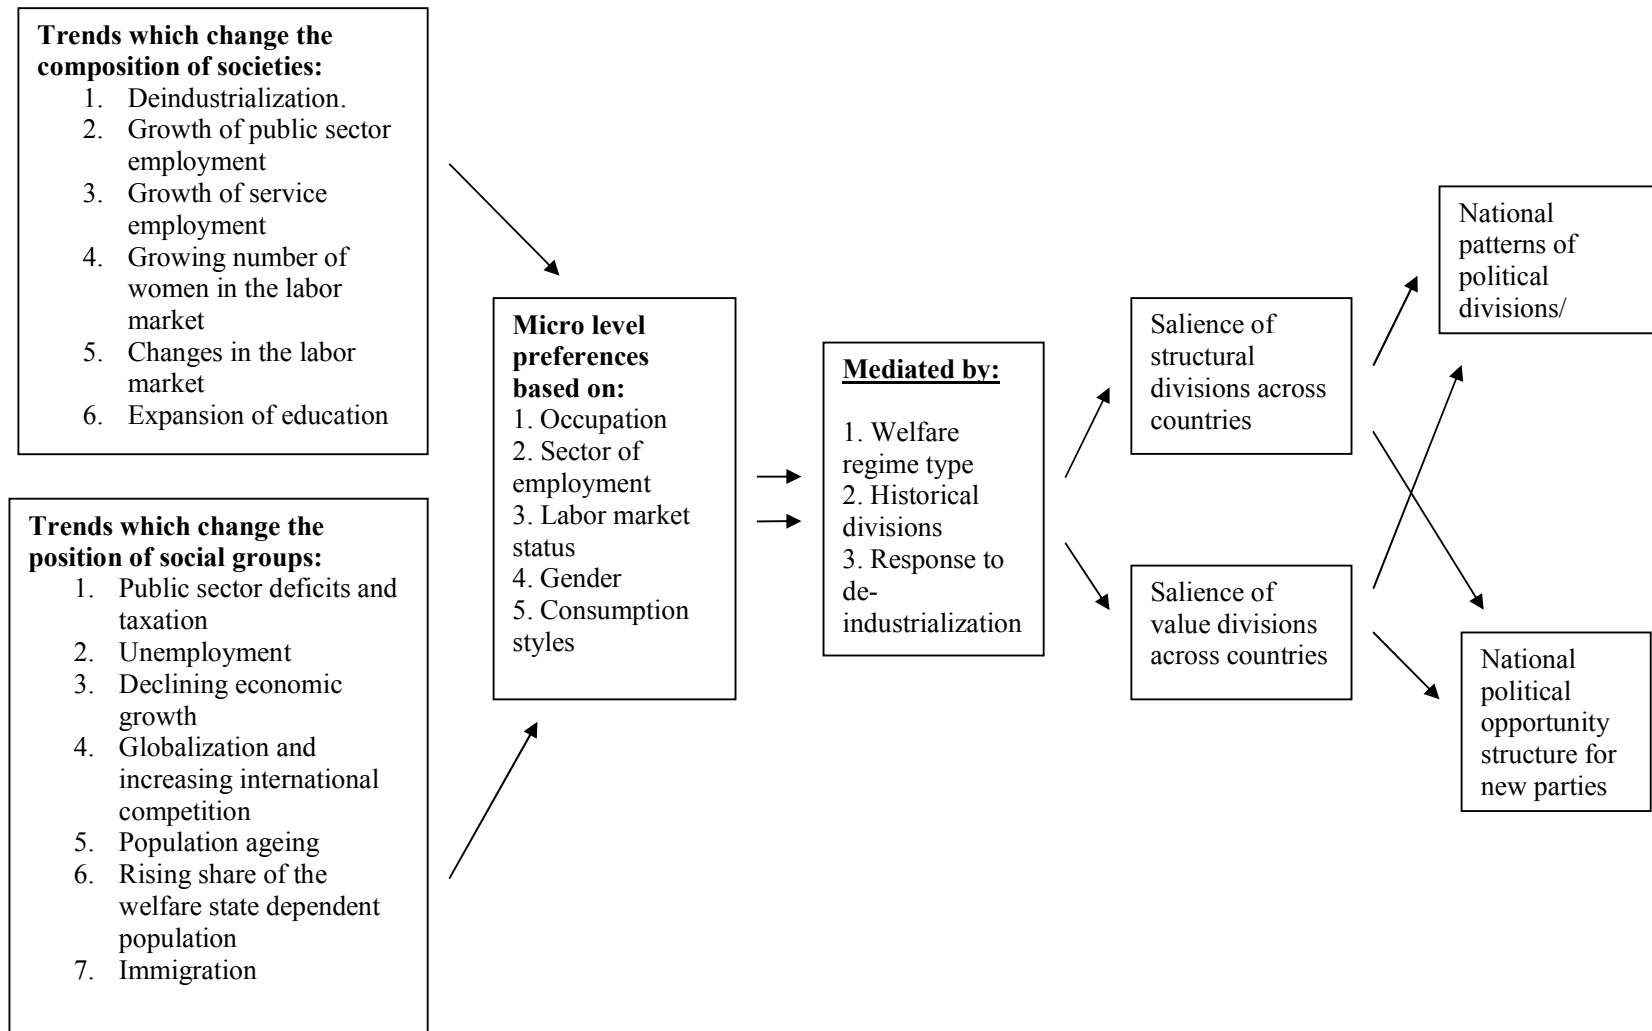 Trends which change the
composition of societies:
1. Deindustrialization.
2. Growth of public sector
employment
3. Growth of service
employment
4. Growing number of
women in the labor
market
5. Changes in the labor
market
6. Expansion of education
Trends which change the
position of social groups:
1. Public sector deficits and
taxation
2. Unemployment
3. Declining economic
growth
4. Globalization and
increasing international
competition
5. Population ageing
6. Rising share of the
welfare state dependent
population
7. Immigration
Micro level
preferences
based on:
1. Occupation
2. Sector of
employment
3. Labor market
status
4. Gender
5. Consumption
styles
Mediated by:
1. Welfare
regime type
2. Historical
divisions
3. Response to
de-
industrialization
Salience of
structural
divisions across
countries
Salience of
value divisions
across countries
National
patterns of
political
divisions/
National
political
opportunity
structure for
new parties